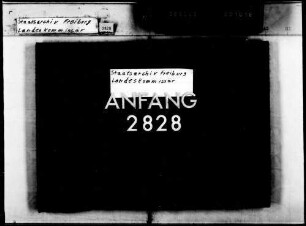 Staatsarchiv Freiburg
Landeskommissär
Staatsarchiv Freiburg
Landeskommissär
ANFANG
2828